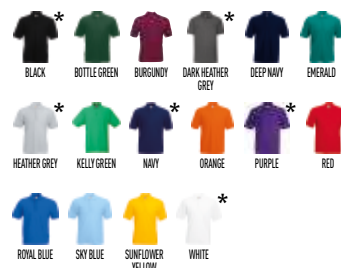 * *
BLACK BOTTLE GREEN BURGUNDY DARK HEATHER DEEP NAVY EMERALD
GREY
* * *
HEATHER GREY KELLY GREEN NAVY ORANGE PURPLE RED
*
ROYAL BLUE SKY BLUE SUNFLOWER WHITE
YELLOW